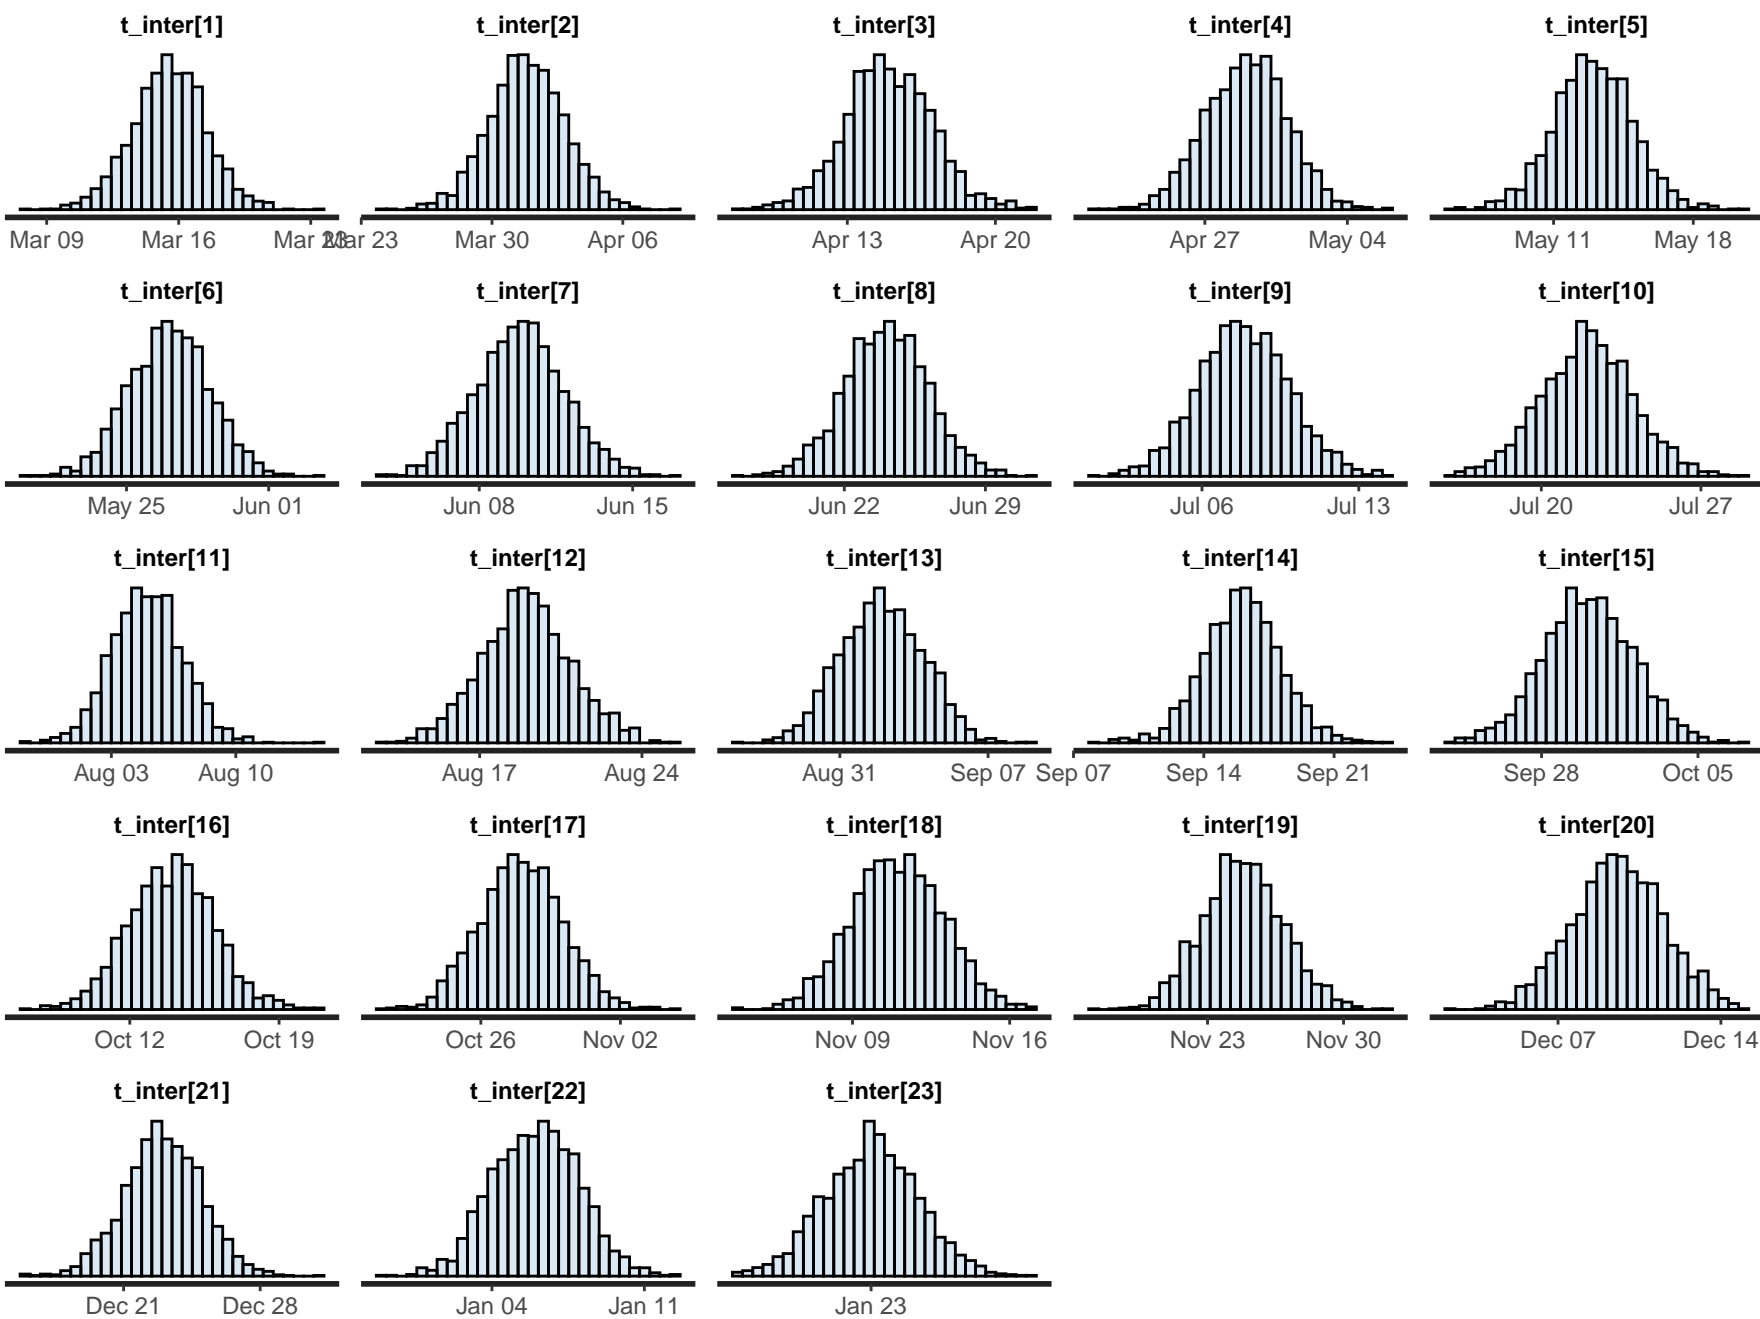 t_inter[1] t_inter[2] t_inter[3] t_inter[4] t_inter[5]
Mar 09 Mar 16 Mar 23 Mar 23 Mar 30 Apr 06 Apr 13 Apr 20 Apr 27 May 04 May 11 May 18
t_inter[6] t_inter[7] t_inter[8] t_inter[9] t_inter[10]
May 25 Jun 01 Jun 08 Jun 15 Jun 22 Jun 29 Jul 06 Jul 13 Jul 20 Jul 27
t_inter[11] t_inter[12] t_inter[13] t_inter[14] t_inter[15]
Aug 03 Aug 10 Aug 17 Aug 24 Aug 31 Sep 07 Sep 07 Sep 14 Sep 21 Sep 28 Oct 05
t_inter[16] t_inter[17] t_inter[18] t_inter[19] t_inter[20]
Oct 12 Oct 19 Oct 26 Nov 02 Nov 09 Nov 16 Nov 23 Nov 30 Dec 07 Dec 14
t_inter[21] t_inter[22] t_inter[23]
Dec 21 Dec 28 Jan 04 Jan 11 Jan 23